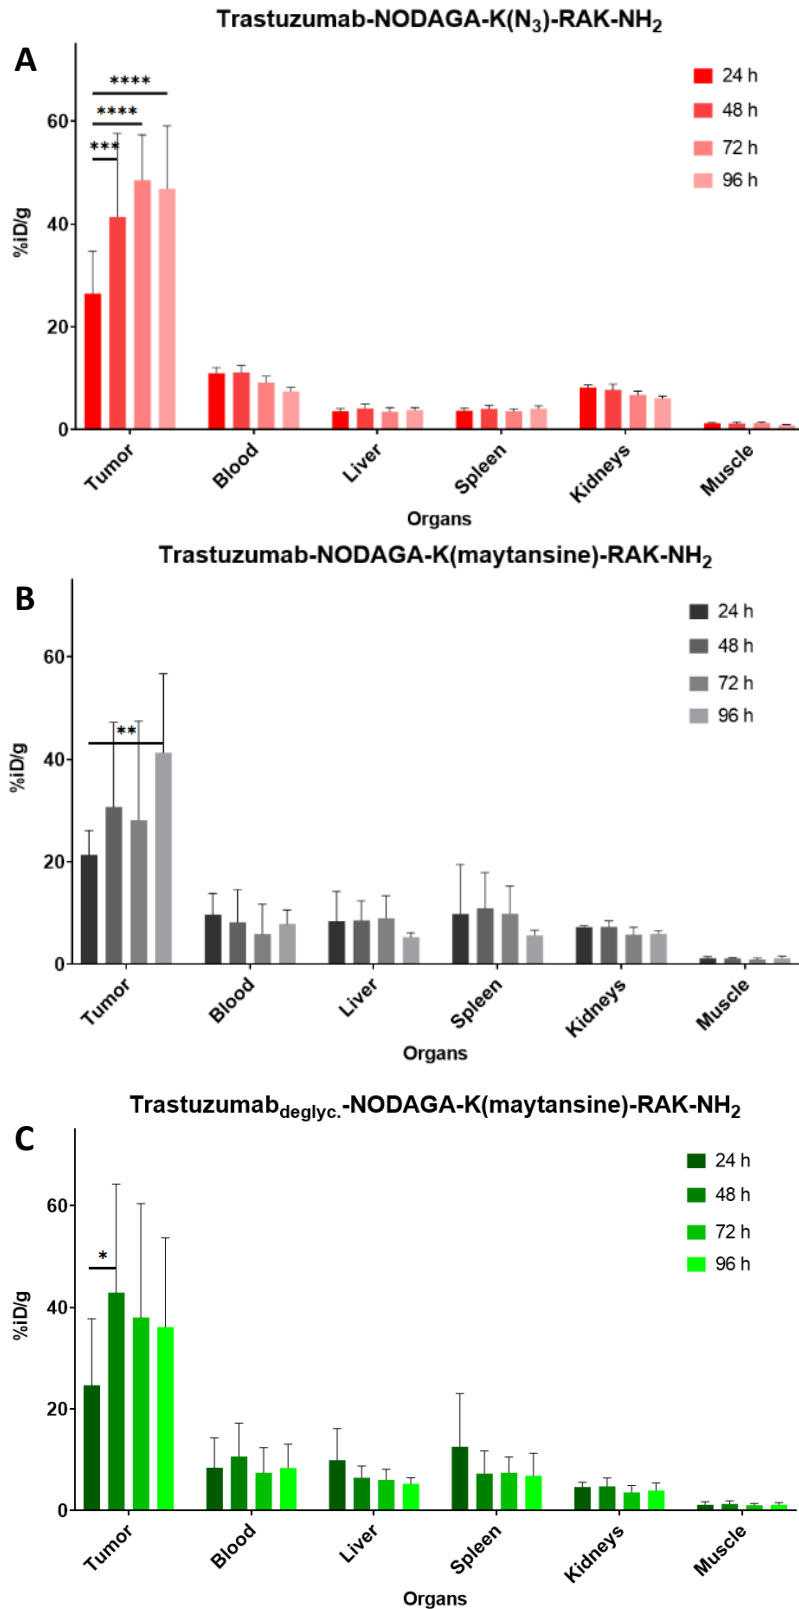 Trastuzumab-NODAGA-K(N₃)-RAK-NH₂
A
24 h
48 h
72 h
96 h
****
****
***
60
40
20
0
%iD/g
Tumor
Blood
Liver
Spleen
Kidneys
Muscle
Organs
Trastuzumab-NODAGA-K(maytansine)-RAK-NH₂
B
24 h
48 h
72 h
96 h
**
60
40
20
0
%iD/g
Tumor
Blood
Liver
Spleen
Kidneys
Muscle
Organs
Trastuzumab deglyc.-NODAGA-K(maytansine)-RAK-NH₂
C
24 h
48 h
72 h
96 h
*
60
40
20
0
%iD/g
Tumor
Blood
Liver
Spleen
Kidneys
Muscle
Organs